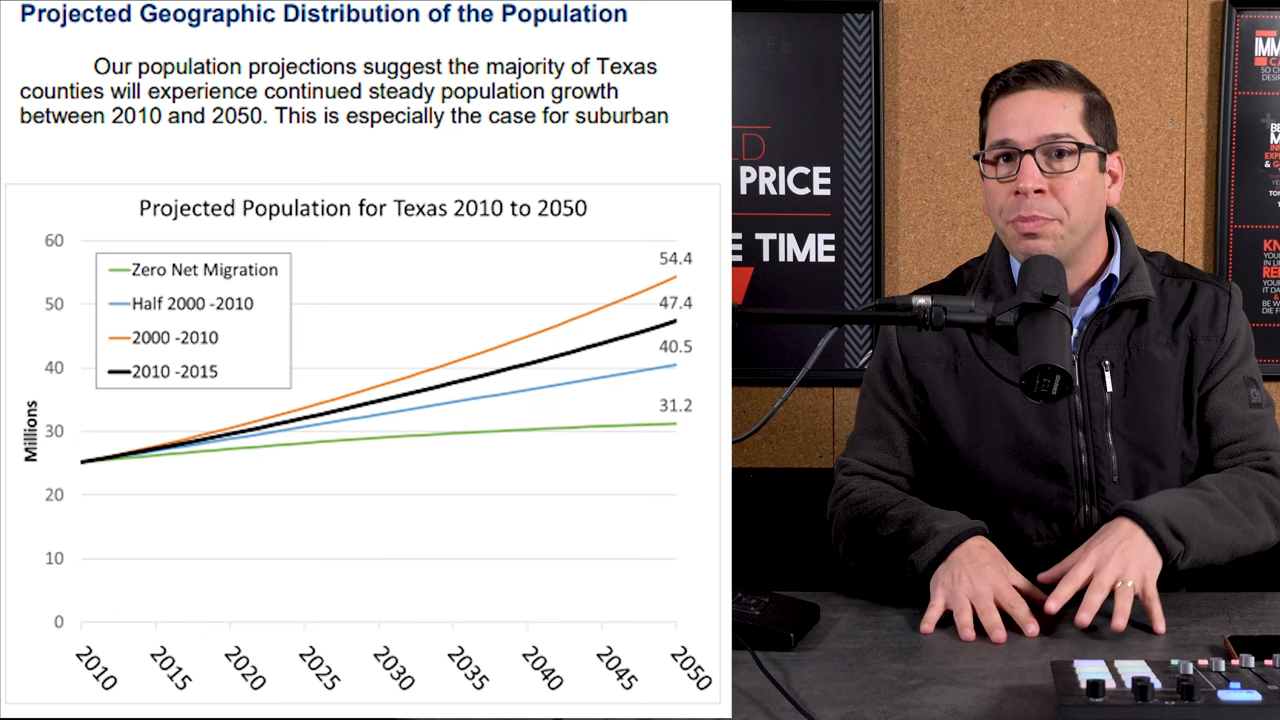 Projected Geographic Distribution of the Population
Our population projections suggest the majority of Texas
counties will experience continued steady population growth
between 2010 and 2050. This is especially the case for suburban
Projected Population for Texas 2010 to 2050
60
50
40
30
20
10
0
Millions
Zero Net Migration
Half 2000 -2010
2000 -2010
2010 -2015
54.4
47.4
40.5
31.2
2010
2015
2020
2025
2030
2035
2040
2045
2050
PRICE
TIME